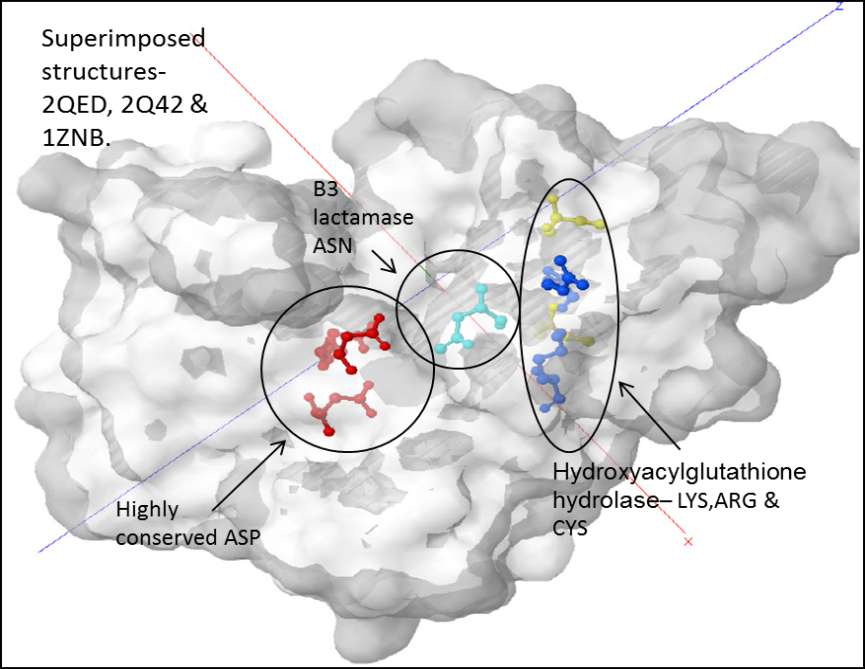 Superimposed
structures-
2QED, 2Q42 &
1ZNB.
B3
lactamase
ASN
Hydroxyacylglutathione
hydrolase– LYS,ARG &
CYS
Highly
conserved ASP
z
x